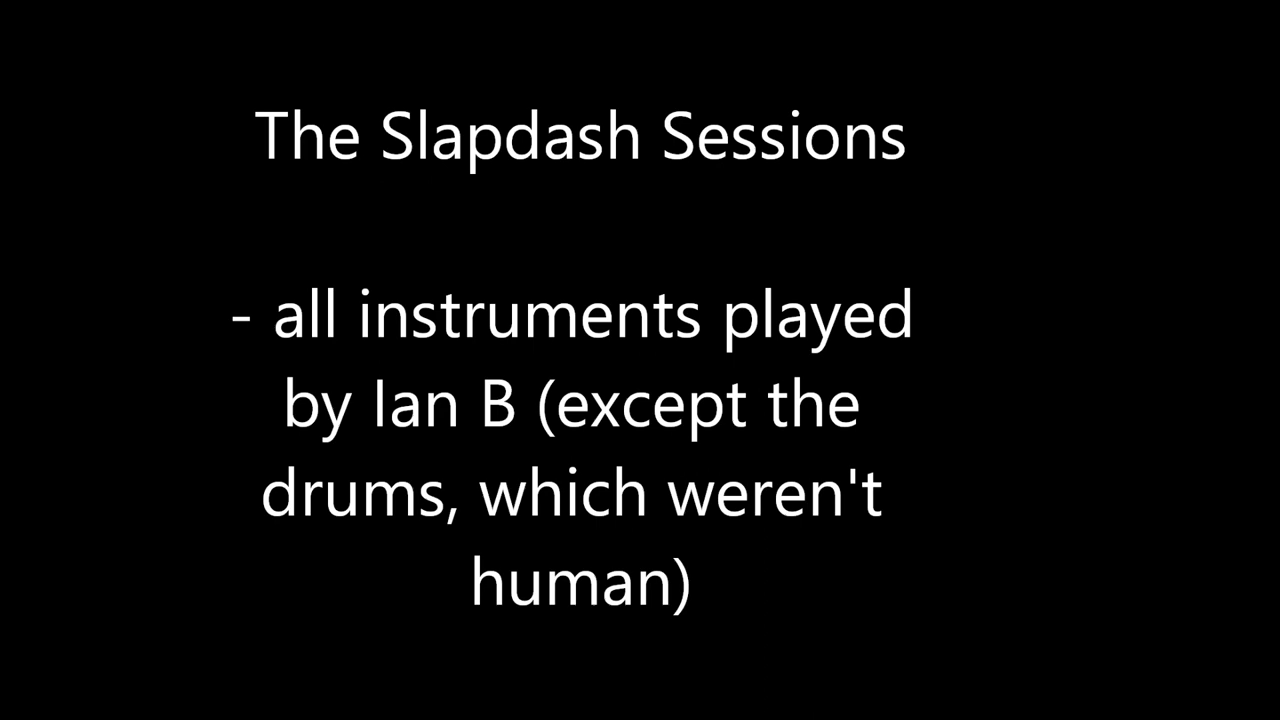 The Slapdash Sessions
- all instruments played
by Ian B (except the
drums, which weren't
human)